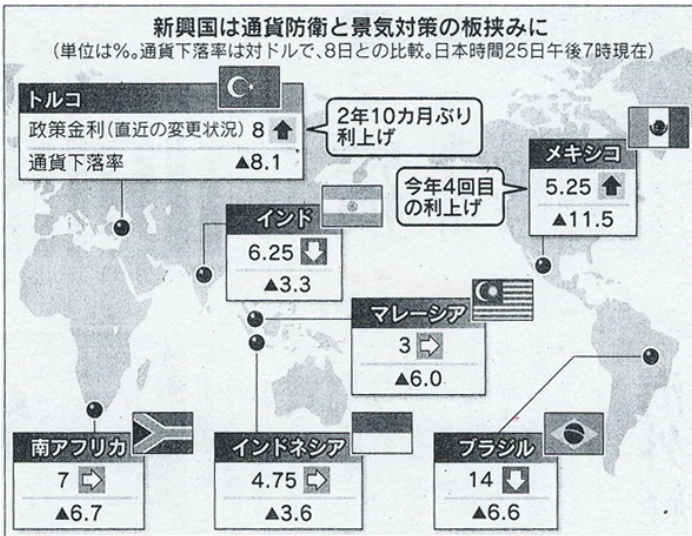 新興国は通貨防衛と景気対策の板挟みに
(単位は%。通貨下落率は対ドルで、8日との比較。日本時間25日午後7時現在)
トルコ
政策金利(直近の変更状況) 8
通貨下落率 ▲8.1
2年10カ月ぶり
利上げ
メキシコ
5.25
▲11.5
今年4回目
の利上げ
インド
6.25
▲3.3
マレーシア
3
▲6.0
南アフリカ
7
▲6.7
インドネシア
4.75
▲3.6
ブラジル
14
▲6.6